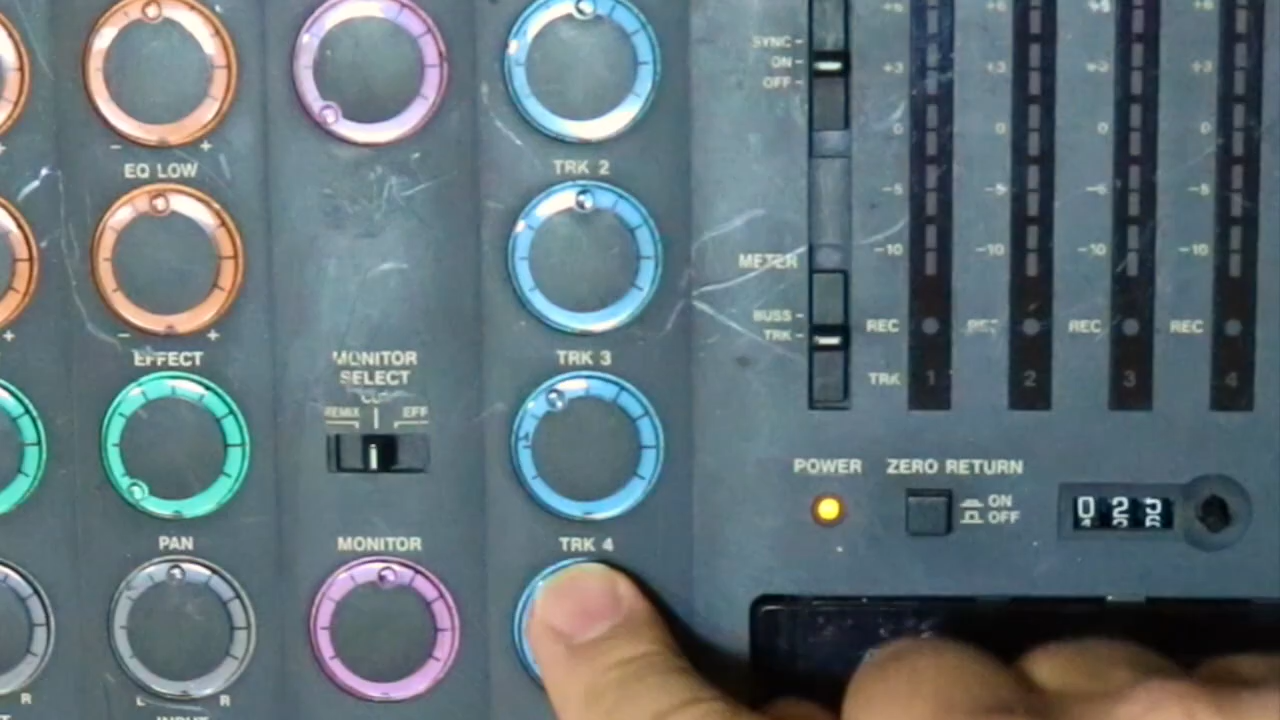 SYNC
ON
OFF
+6 +6 +6 +6
+3 +3 +3 +3
0 0 0 0
-5 -5 -5 -5
-10 -10 -10 -10
- +
EQ LOW
TRK 2
METER
BUSS
TRK
REC REC REC REC
- +
+
EFFECT
MONITOR
SELECT
REMIX EFF
TRK 3
TRK 1 2 3 4
POWER
ZERO RETURN
ON
OFF
PAN
MONITOR
TRK 4
R
L R